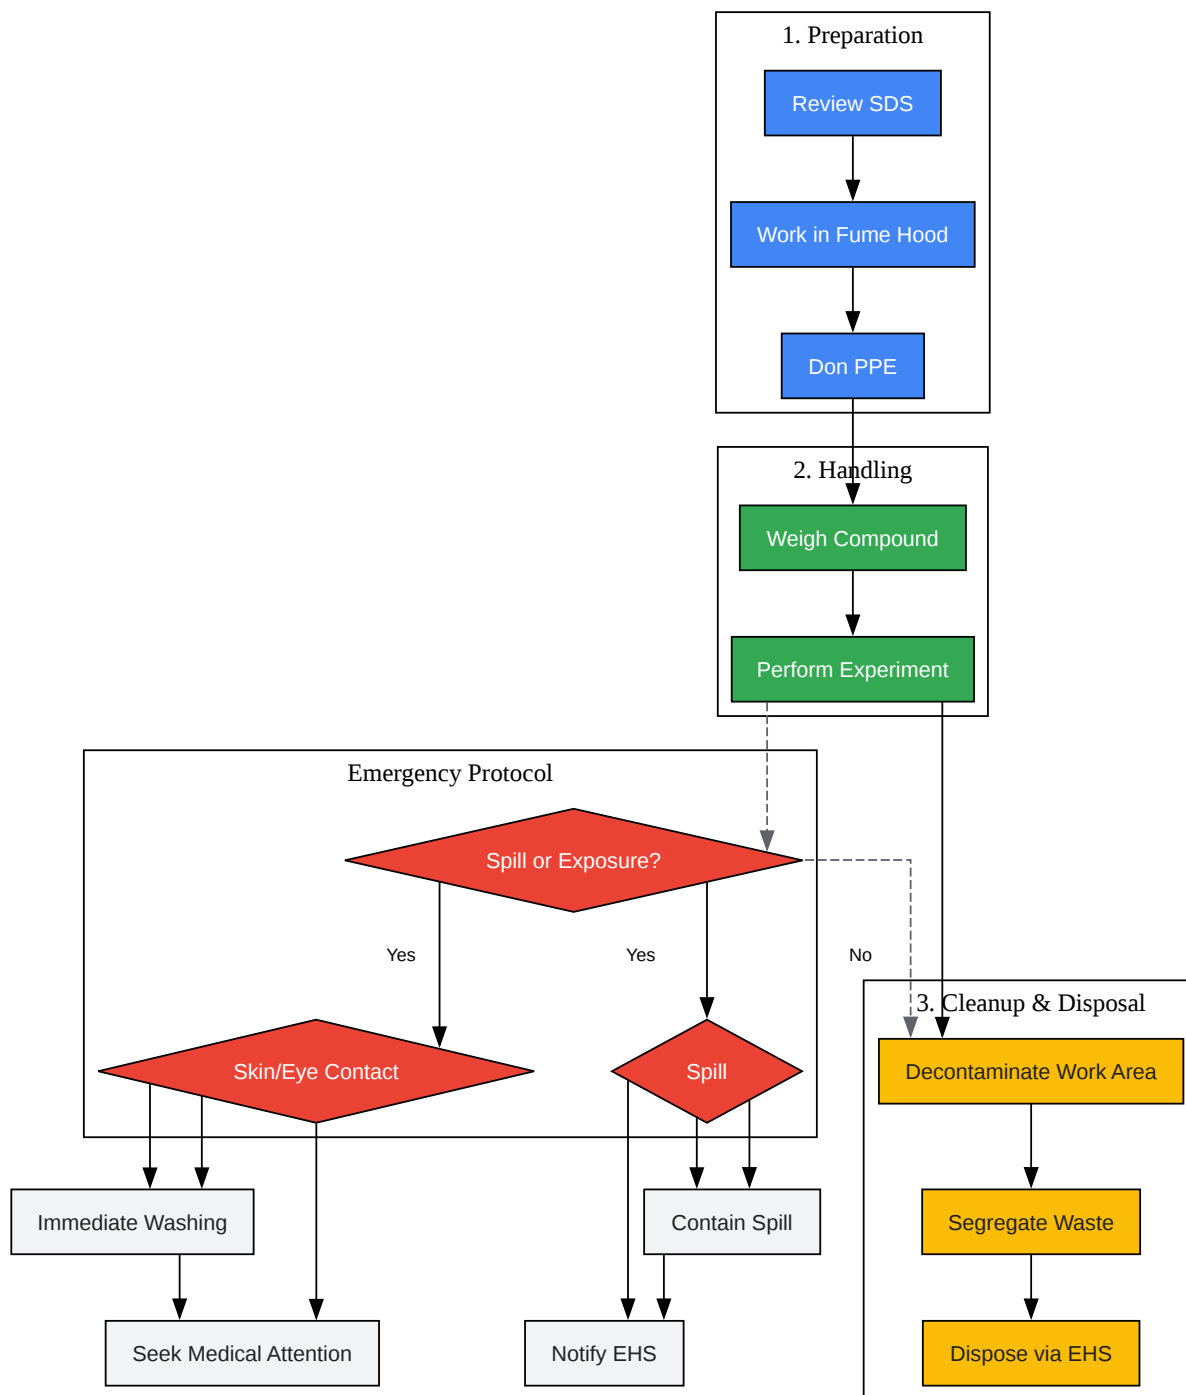 1. Preparation
Review SDS
Work in Fume Hood
Don PPE
2. Handling
Weigh Compound
Perform Experiment
Emergency Protocol
Spill or Exposure?
Yes
Yes
No
3. Cleanup & Disposal
Skin/Eye Contact
Spill
Decontaminate Work Area
Immediate Washing
Contain Spill
Segregate Waste
Seek Medical Attention
Notify EHS
Dispose via EHS